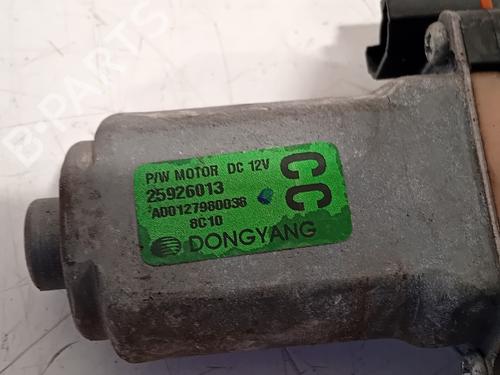 P/W MOTOR DC 12V
25926013
A00127980038
8C10
DONGYANG
CC
B-PARTS